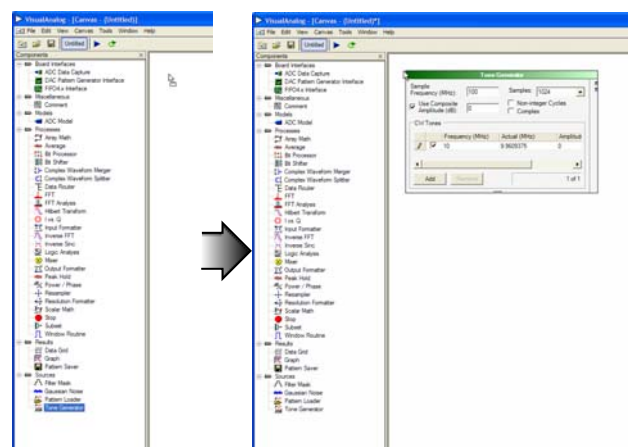 VisualAnalog - [Canvas - (Untitled)]
File Edit View Canvas Tools Window Help
Untitled
Components
Board Interfaces
ADC Data Capture
DAC Pattern Generator Interface
FIFO4.x Interface
Miscellaneous
Comment
Models
ADC Model
Processes
Array Math
Average
Bit Processor
Bit Shifter
Complex Waveform Merger
Complex Waveform Splitter
Data Router
FFT
FFT Analysis
Hilbert Transform
I vs. Q
Input Formatter
Inverse FFT
Inverse Sinc
Logic Analysis
Mixer
Output Formatter
Peak Hold
Power / Phase
Resampler
Resolution Formatter
Scalar Math
Stop
Subset
Window Routine
Results
Data Grid
Graph
Pattern Saver
Sources
Filter Mask
Gaussian Noise
Pattern Loader
Tone Generator
VisualAnalog - [Canvas - (Untitled)*]
File Edit View Canvas Tools Window Help
Untitled
Components
Board Interfaces
ADC Data Capture
DAC Pattern Generator Interface
FIFO4.x Interface
Miscellaneous
Comment
Models
ADC Model
Processes
Array Math
Average
Bit Processor
Bit Shifter
Complex Waveform Merger
Complex Waveform Splitter
Data Router
FFT
FFT Analysis
Hilbert Transform
I vs. Q
Input Formatter
Inverse FFT
Inverse Sinc
Logic Analysis
Mixer
Output Formatter
Peak Hold
Power / Phase
Resampler
Resolution Formatter
Scalar Math
Stop
Subset
Window Routine
Results
Data Grid
Graph
Pattern Saver
Sources
Filter Mask
Gaussian Noise
Pattern Loader
Tone Generator
Tone Generator
Sample Frequency (MHz): 100 Samples: 1024
Use Composite Amplitude (dB) 0 Non-integer Cycles
Complex
CW Tones
Frequency (MHz) Actual (MHz) Amplitud
10 9.9609375 0
Add 1 of 1